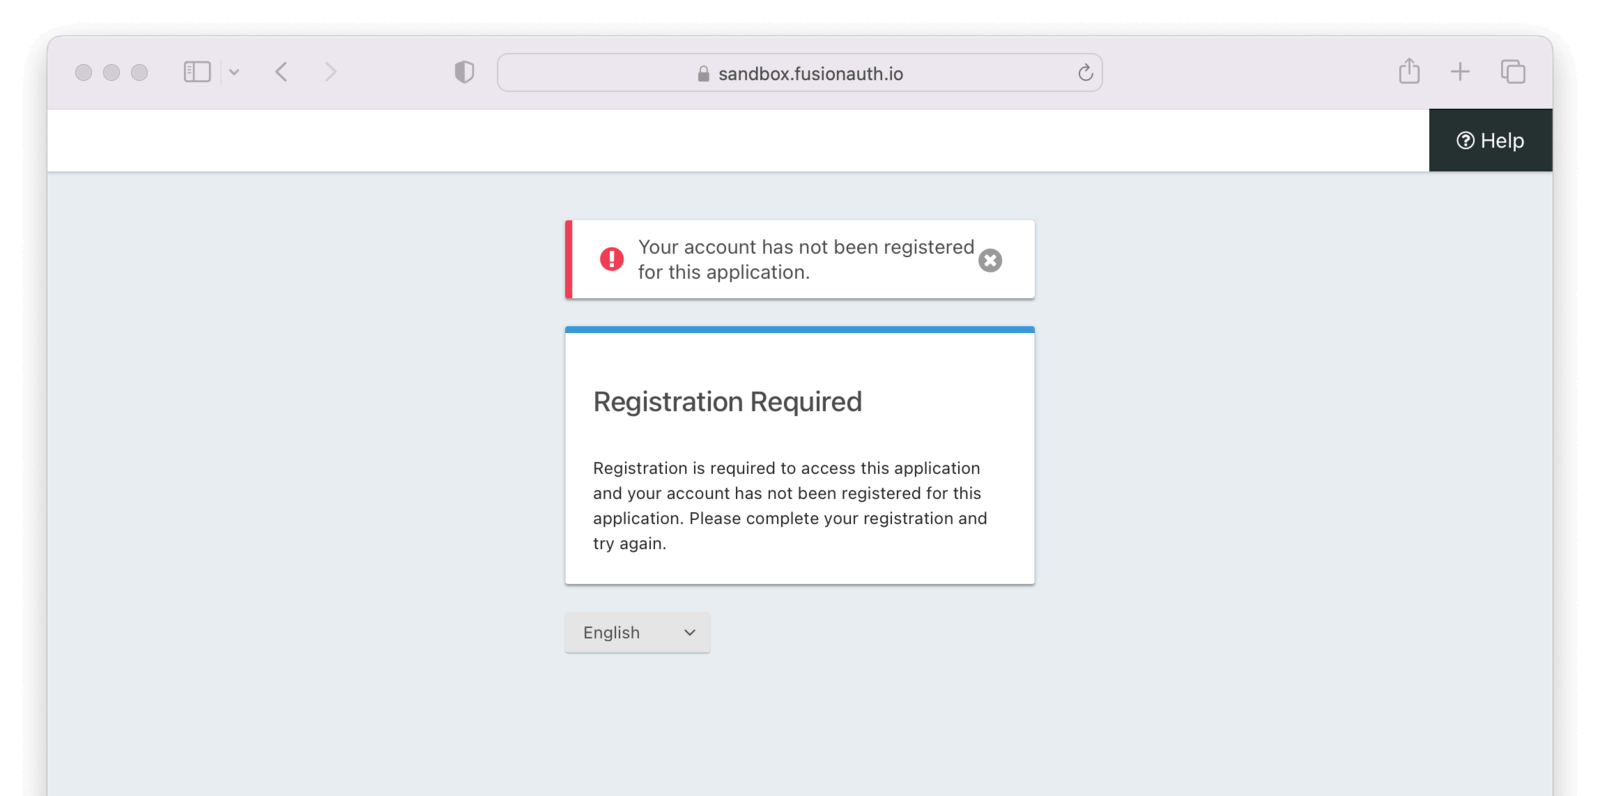 sandbox.fusionauth.io
Help
Your account has not been registered
for this application.
Registration Required
Registration is required to access this application
and your account has not been registered for this
application. Please complete your registration and
try again.
English